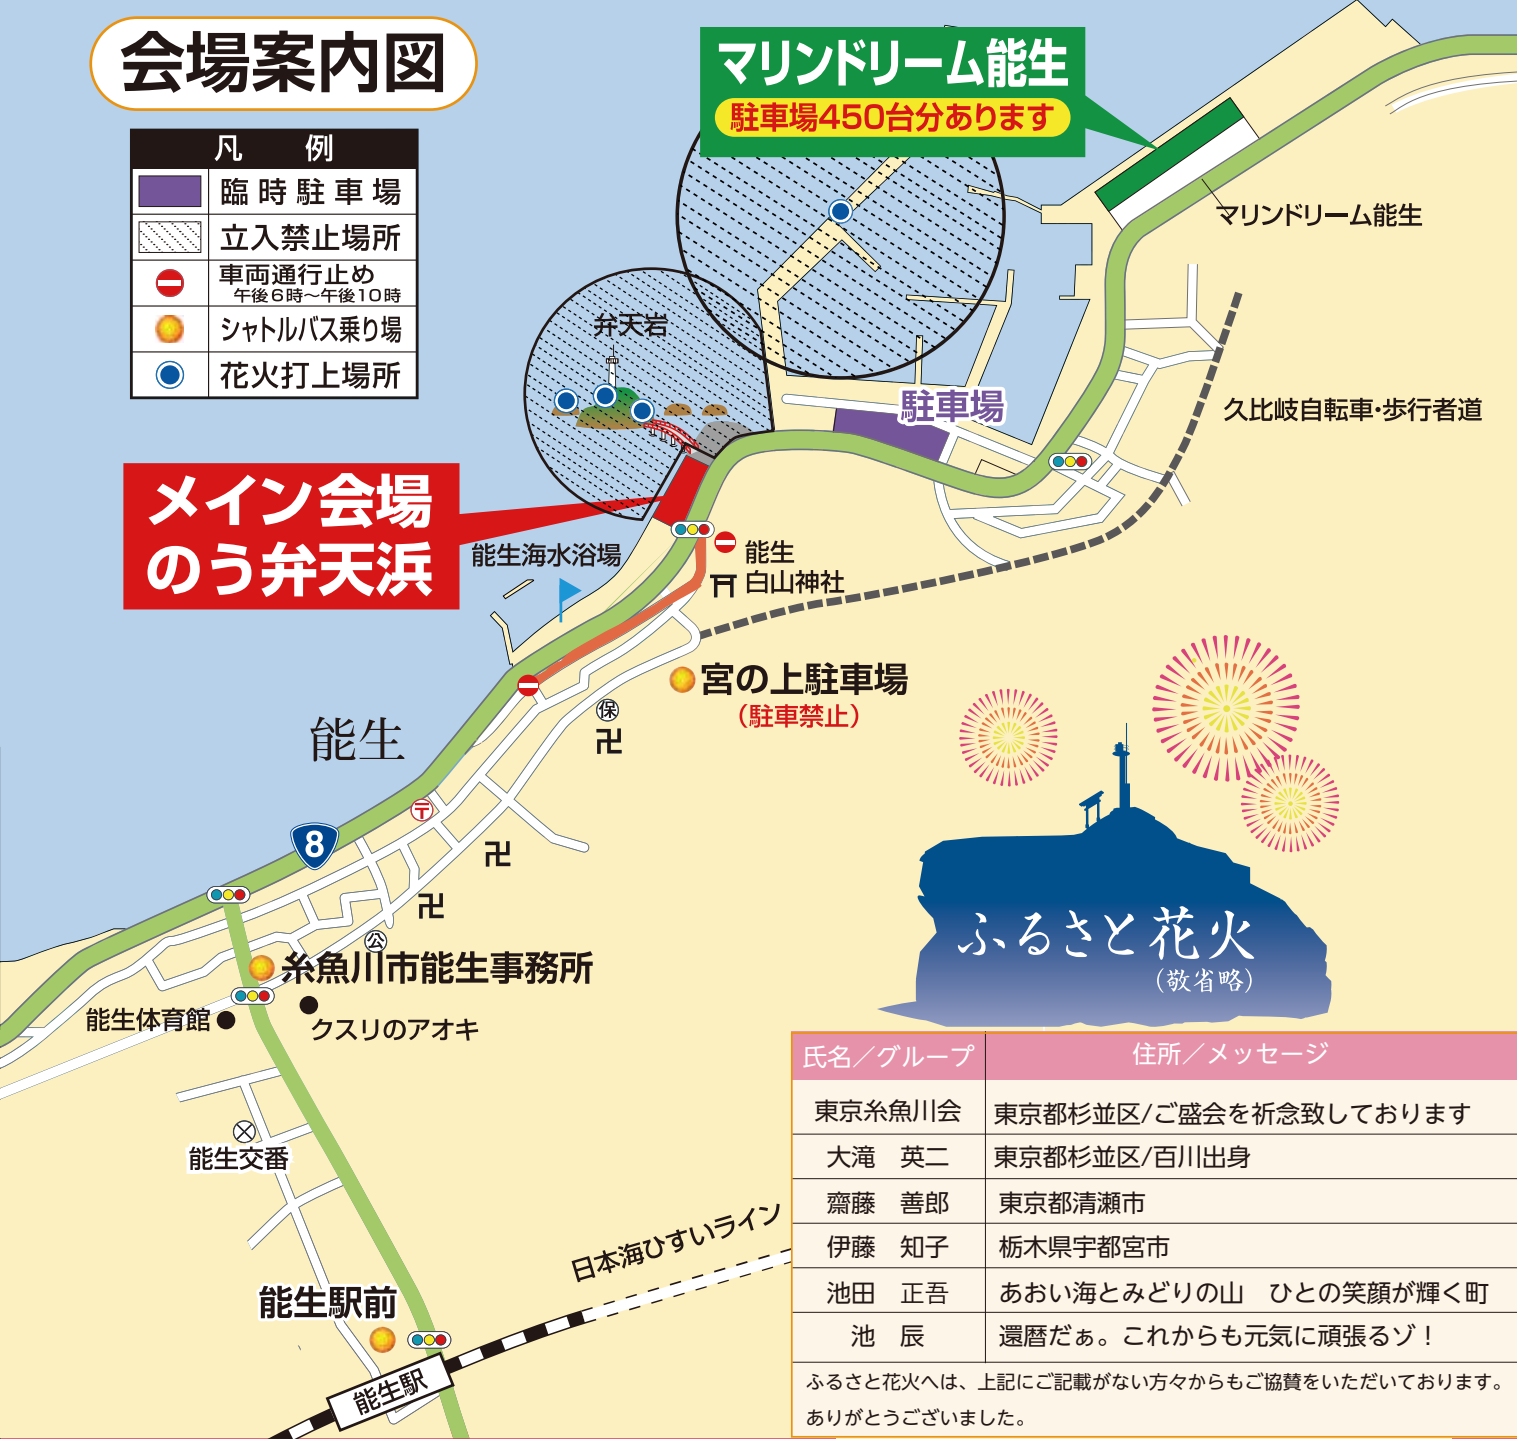 会場案内図
凡　例
臨時駐車場
立入禁止場所
車両通行止め
午後6時〜午後10時
シャトルバス乗り場
花火打上場所
マリンドリーム能生
駐車場450台分あります
マリンドリーム能生
弁天岩
駐車場
久比岐自転車・歩行者道
メイン会場
のう弁天浜
能生海水浴場
能生
白山神社
宮の上駐車場
（駐車禁止）
保
卍
能生
〒
8
卍
卍
公
糸魚川市能生事務所
能生体育館
クスリのアオキ
能生交番
日本海ひすいライン
能生駅前
能生駅
ふるさと花火
（敬省略）
氏名／グループ　住所／メッセージ
東京糸魚川会　東京都杉並区/ご盛会を祈念致しております
大滝　英二　東京都杉並区/百川出身
齋藤　善郎　東京都清瀬市
伊藤　知子　栃木県宇都宮市
池田　正吾　あおい海とみどりの山　ひとの笑顔が輝く町
池　辰　還暦だぁ。これからも元気に頑張るゾ！
ふるさと花火へは、上記にご記載がない方々からもご協賛をいただいております。
ありがとうございました。